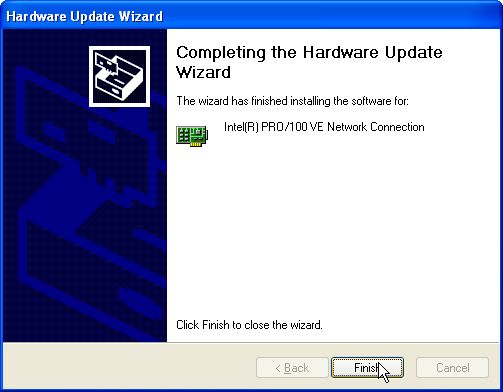 Hardware Update Wizard
Completing the Hardware Update
Wizard
The wizard has finished installing the software for:
Intel(R) PRO/100 VE Network Connection
Click Finish to close the wizard.
< Back
Finish
Cancel